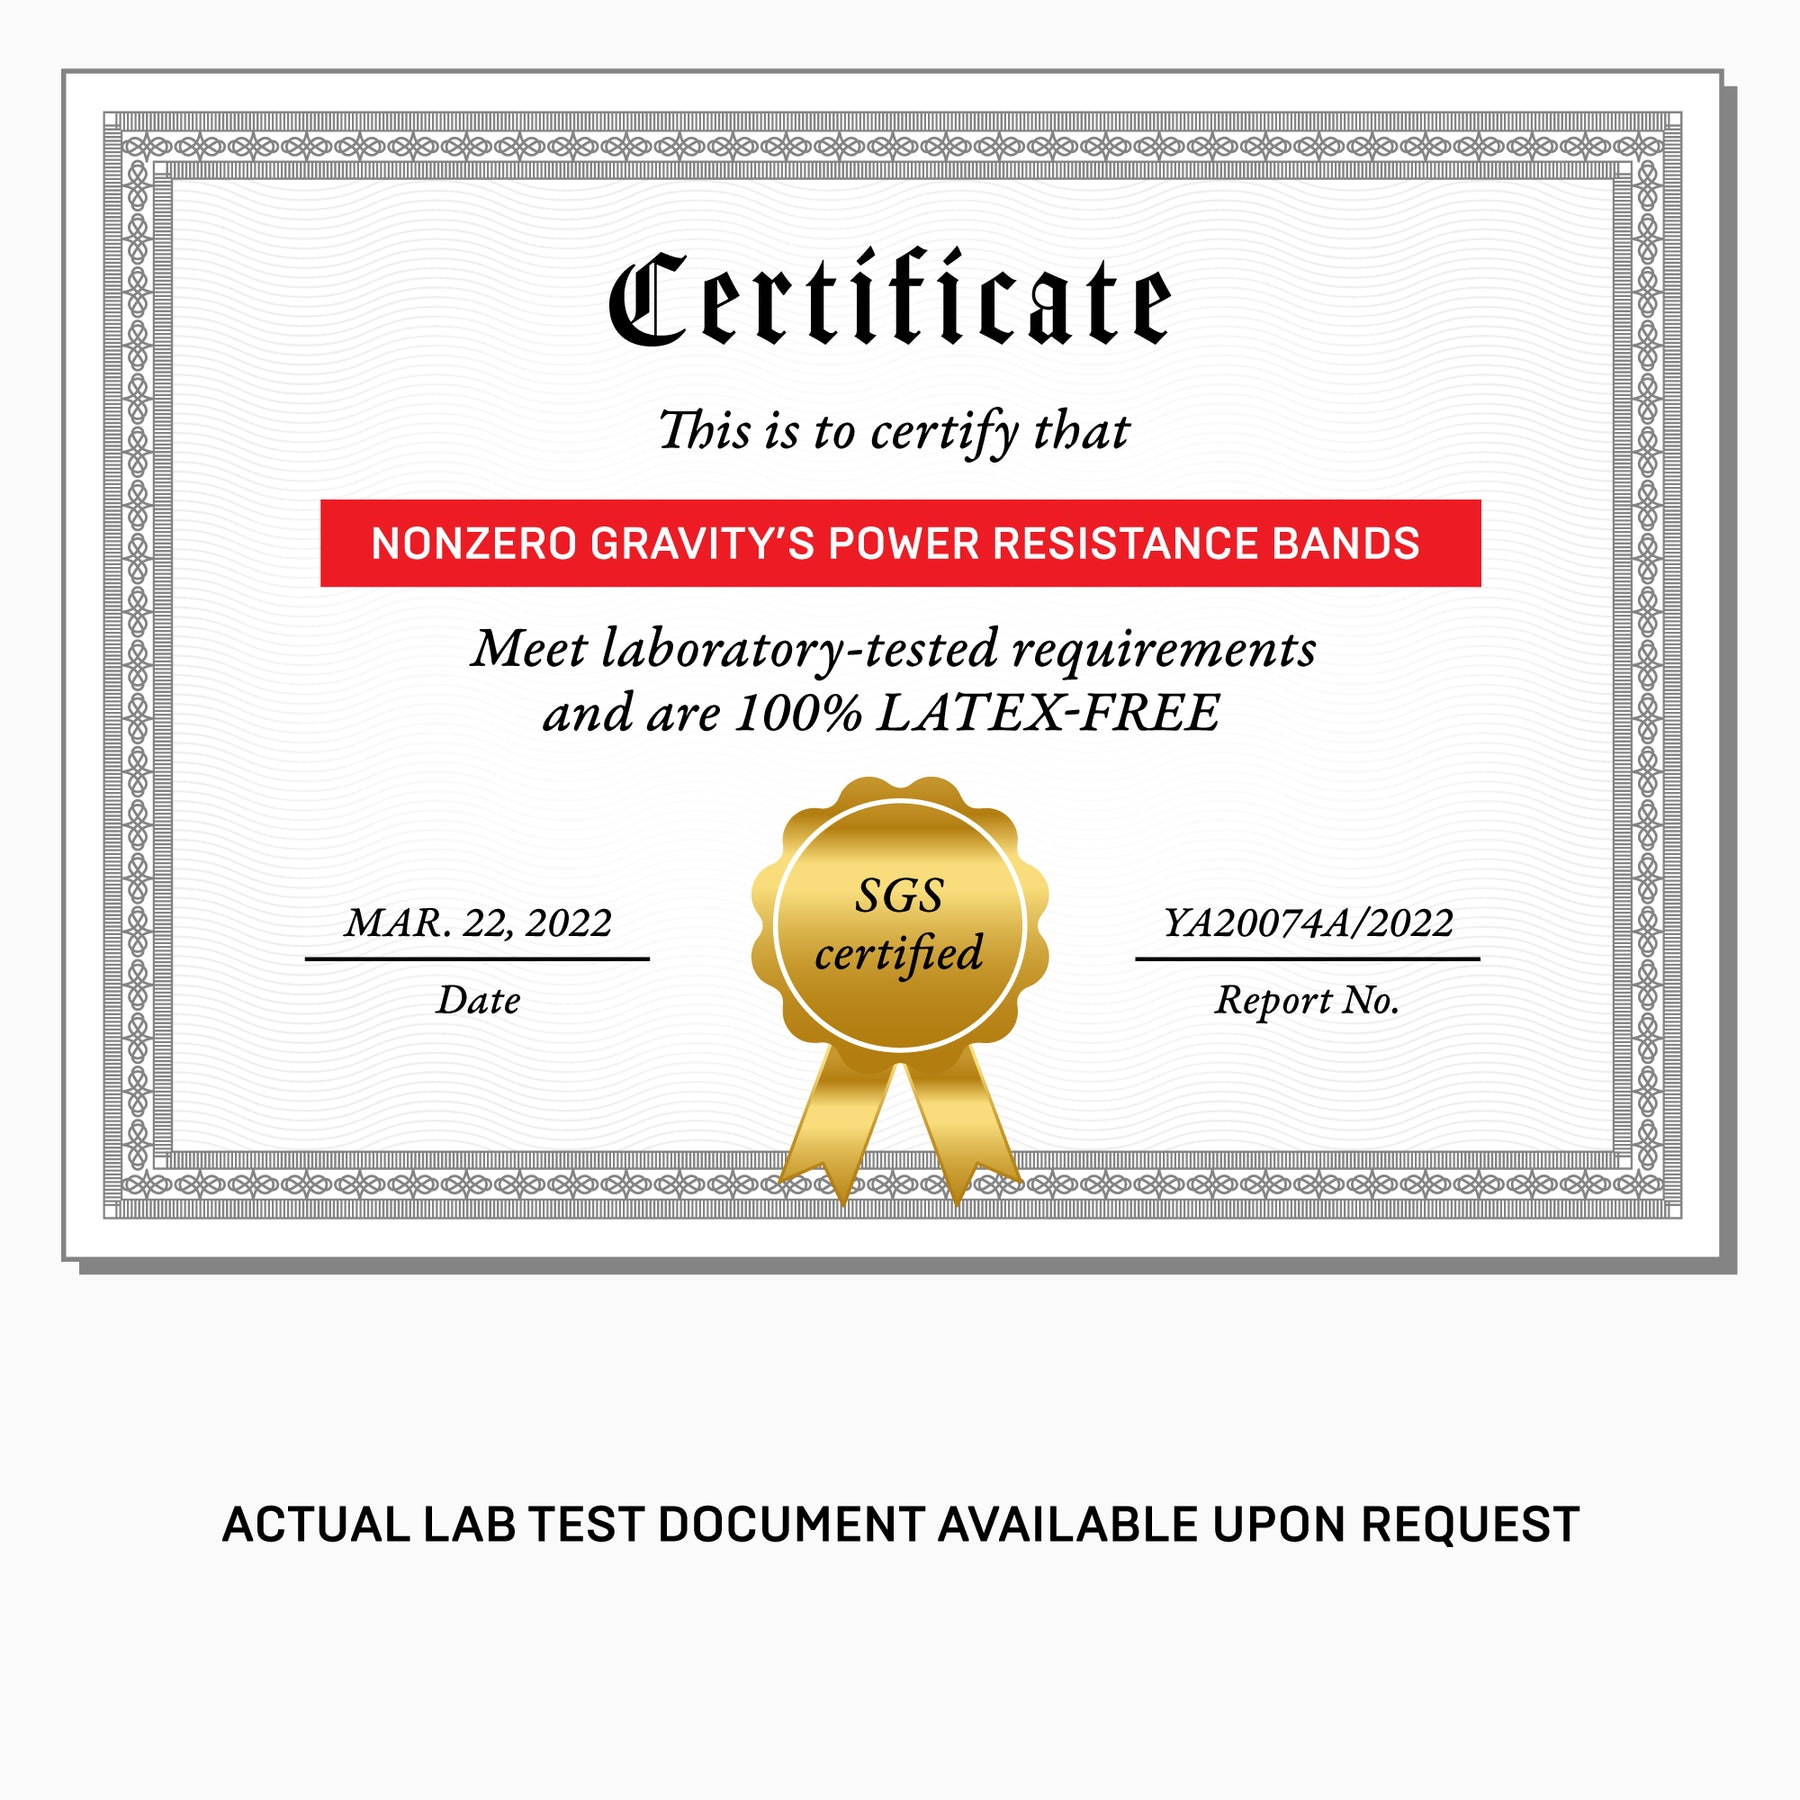 Certificate
This is to certify that
NONZERO GRAVITY’S POWER RESISTANCE BANDS
Meet laboratory-tested requirements
and are 100% LATEX-FREE
SGS
certified
MAR. 22, 2022
Date
YA20074A/2022
Report No.
ACTUAL LAB TEST DOCUMENT AVAILABLE UPON REQUEST